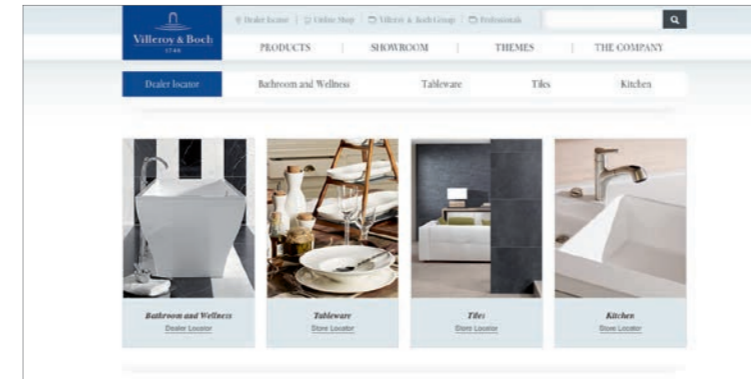 Dealer locator | Online Shop | Villeroy & Boch Group | Professionals
Villeroy & Boch
1748
PRODUCTS | SHOWROOM | THEMES | THE COMPANY
Dealer locator Bathroom and Wellness Tableware Tiles Kitchen
Bathroom and Wellness Tableware Tiles Kitchen
Dealer Locator Store Locator Store Locator Store Locator